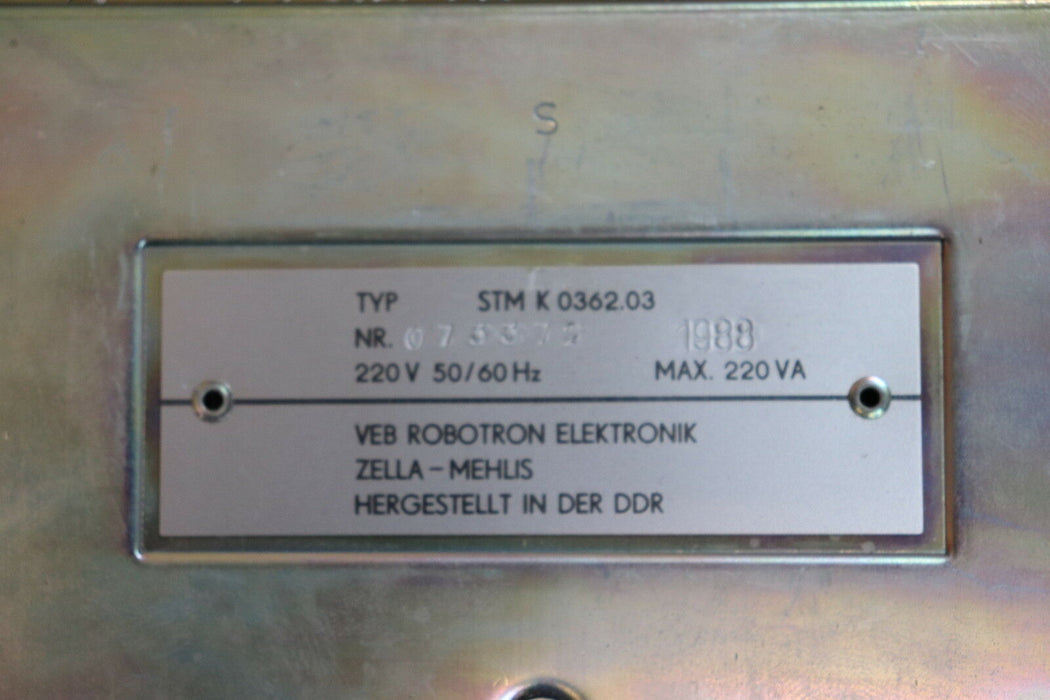 S
TYP STM K 0362.03
NR. 1988
220 V 50/60 Hz MAX. 220 VA
VEB ROBOTRON ELEKTRONIK
ZELLA-MEHLIS
HERGESTELLT IN DER DDR